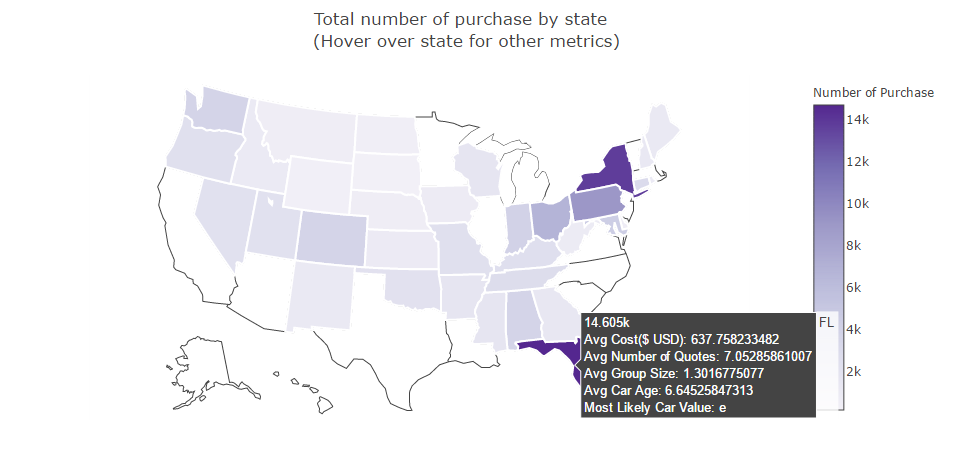 Total number of purchase by state
(Hover over state for other metrics)
Number of Purchase
14k
12k
10k
8k
6k
4k
2k
14.605k
FL
Avg Cost($ USD): 637.758233482
Avg Number of Quotes: 7.05285861007
Avg Group Size: 1.3016775077
Avg Car Age: 6.64525847313
Most Likely Car Value: e